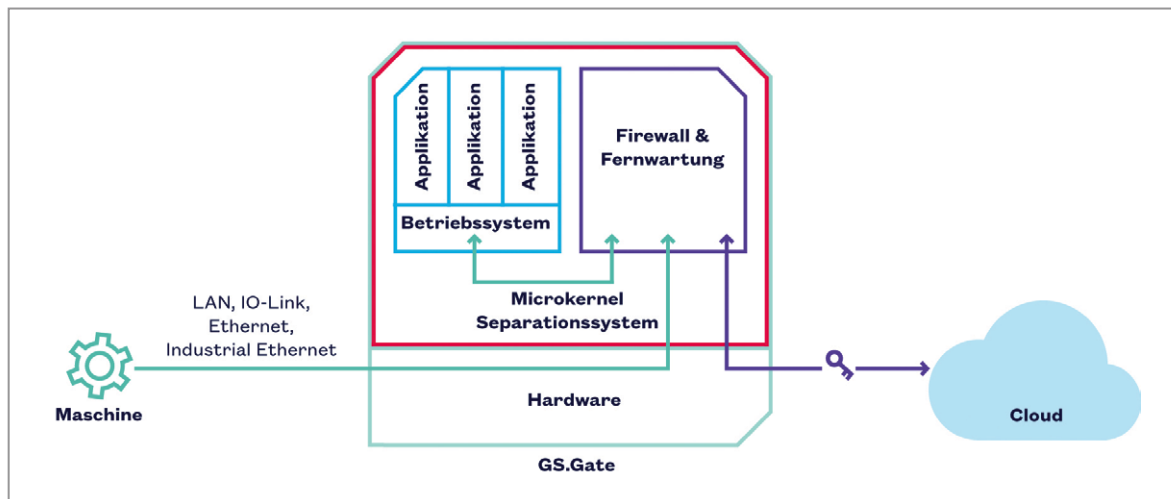 Applikation
Applikation
Applikation
Betriebssystem
Firewall &
Fernwartung
Microkernel
Separationssystem
LAN, IO-Link,
Ethernet,
Industrial Ethernet
Maschine
Hardware
Cloud
GS.Gate